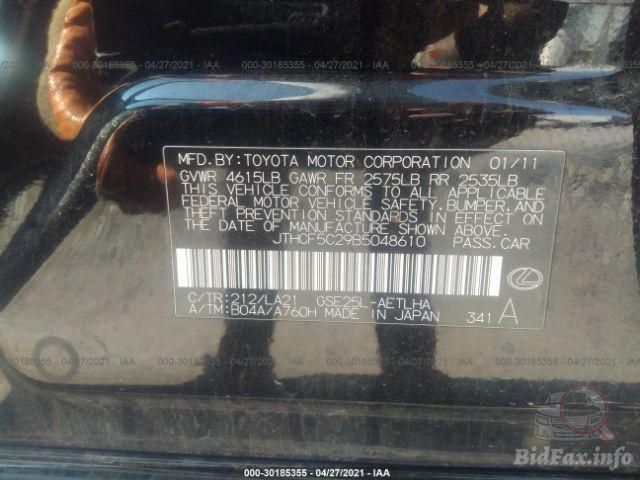 000-30185355 - 04/27/2021 - IAA
MFD. BY: TOYOTA MOTOR CORPORATION 01/11
GVWR 4615LB GAWR FR 2575LB RR 2535LB
THIS VEHICLE CONFORMS TO ALL APPLICABLE
FEDERAL MOTOR VEHICLE SAFETY, BUMPER, AND
THEFT PREVENTION STANDARDS IN EFFECT ON
THE DATE OF MANUFACTURE SHOWN ABOVE.
JTHCF5C29B5048610 PASS. CAR
C/TR: 212/LA21 GSE25L-AETLHA
A/TM: B04A/A760H MADE IN JAPAN 341 A
000-30185355 - 04/27/2021 - IAA
BidFax.info